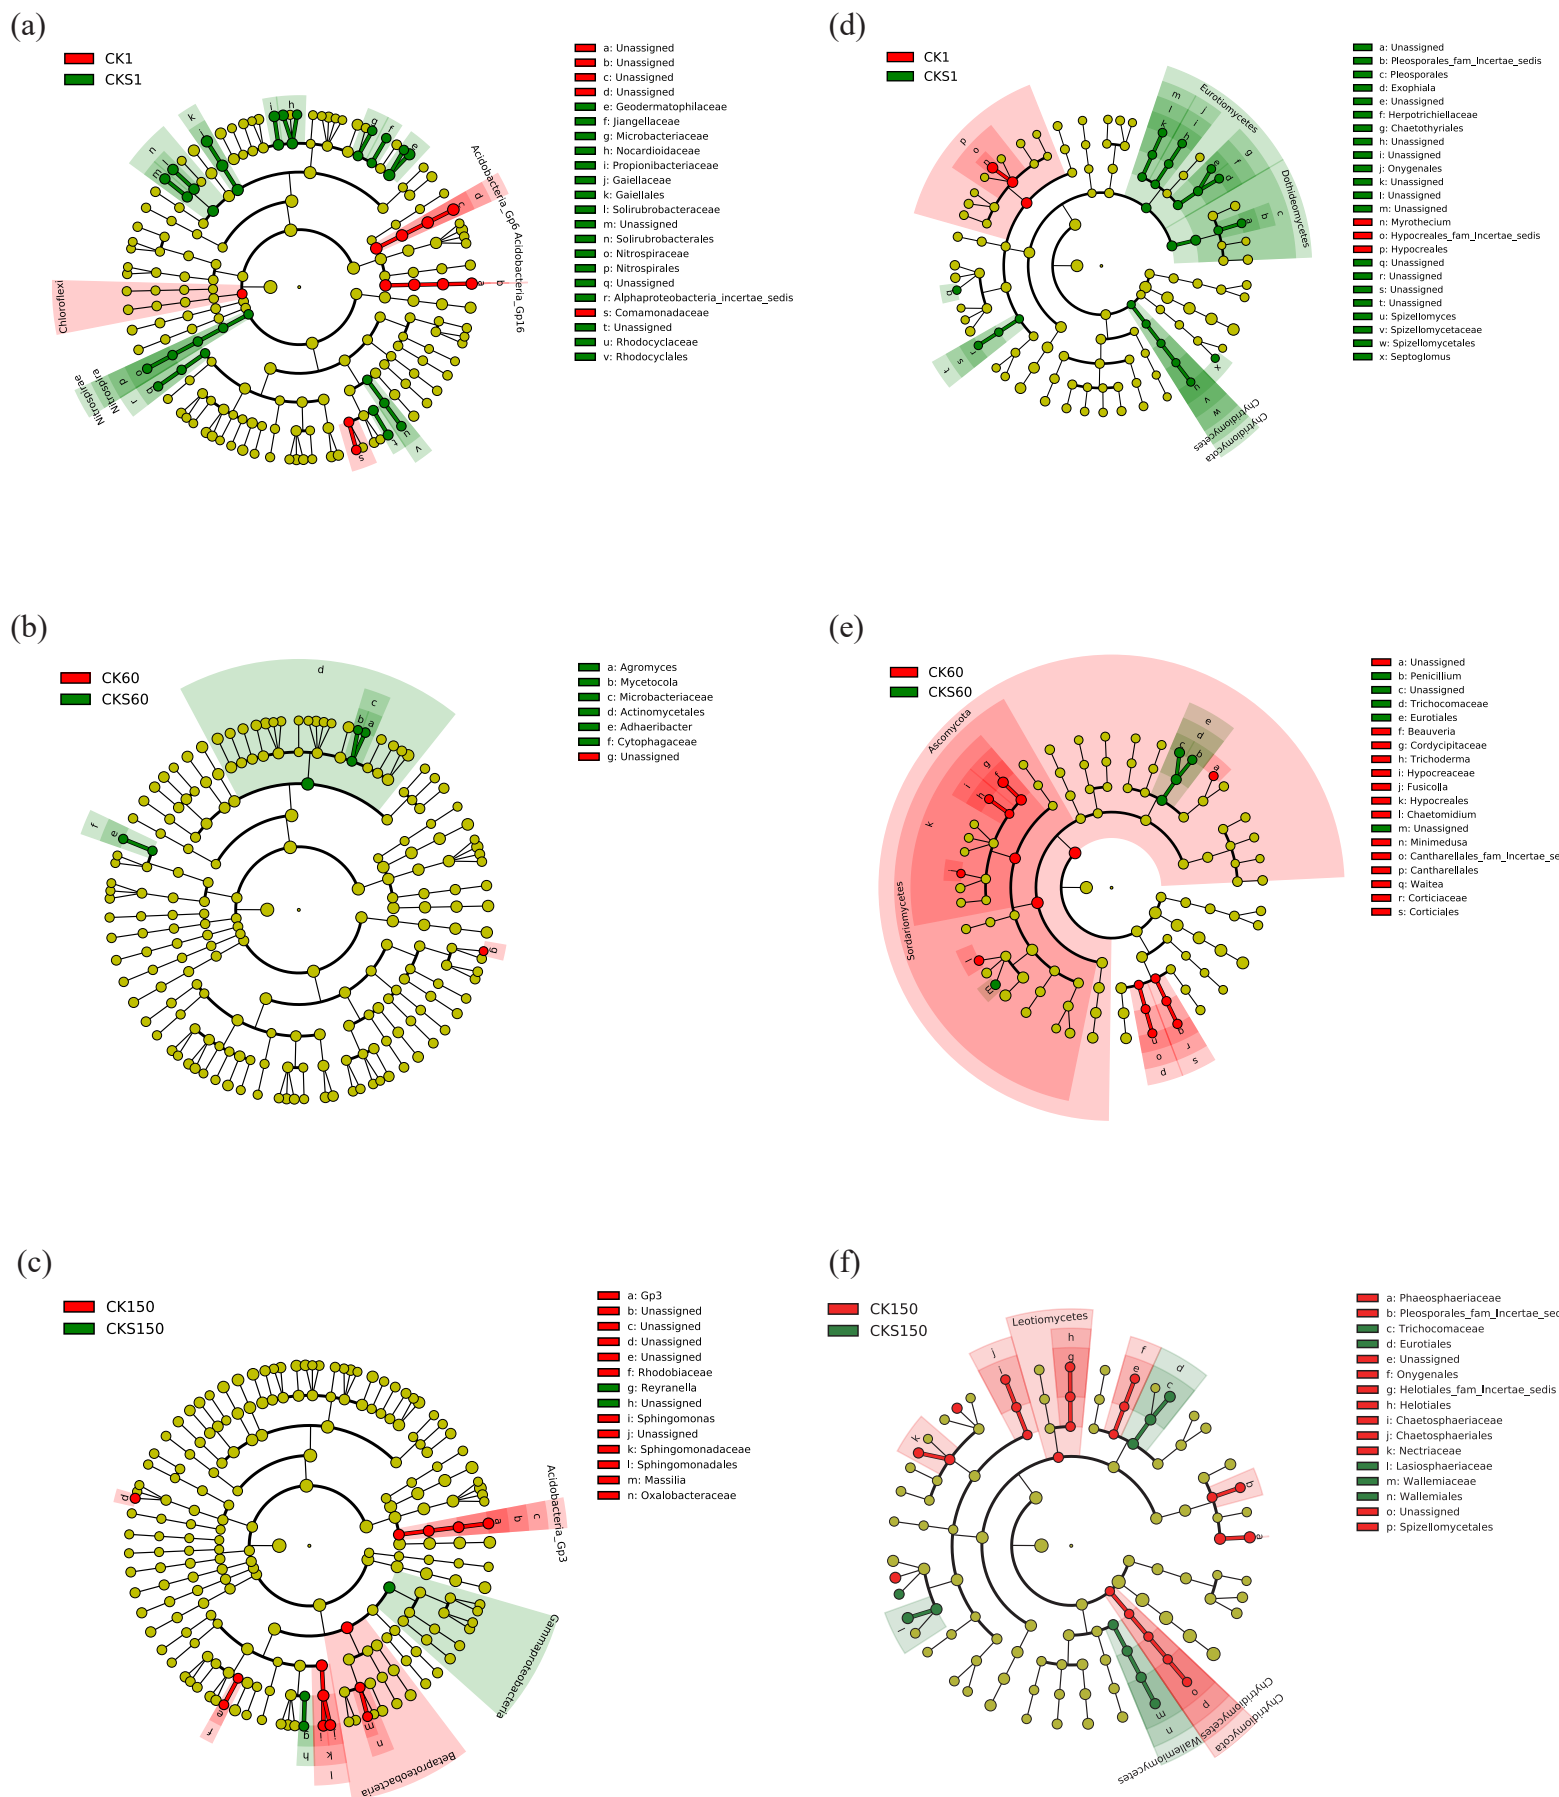 (a)
CK1
CKS1
a: Unassigned
b: Unassigned
c: Unassigned
d: Unassigned
e: Geodermatophilaceae
f: Jiangellaceae
g: Microbacteriaceae
h: Nocardioidaceae
i: Propionibacteriaceae
j: Gaiellaceae
k: Gaiellales
l: Solirubrobacteraceae
m: Unassigned
n: Solirubrobacterales
o: Nitrospiraceae
p: Nitrospirales
q: Unassigned
r: Alphaproteobacteria_incertae_sedis
s: Comamonadaceae
t: Unassigned
u: Rhodocyclaceae
v: Rhodocyclales
Acidobacteria_Gp6
Acidobacteria_Gp16
Chloroflexi
Nitrospira
Nitrospirae
(d)
CK1
CKS1
a: Unassigned
b: Pleosporales_fam_Incertae_sedis
c: Pleosporales
d: Exophiala
e: Unassigned
f: Herpotrichiellaceae
g: Chaetothyriales
h: Unassigned
i: Unassigned
j: Onygenales
k: Unassigned
l: Unassigned
m: Unassigned
n: Myrothecium
o: Hypocreales_fam_Incertae_sedis
p: Hypocreales
q: Unassigned
r: Unassigned
s: Unassigned
t: Unassigned
u: Spizellomyces
v: Spizellomycetaceae
w: Spizellomycetales
x: Septoglomus
Eurotiomycetes
Dothideomycetes
Chytridiomycetes
Chytridiomycota
(b)
CK60
CKS60
a: Agromyces
b: Mycetocola
c: Microbacteriaceae
d: Actinomycetales
e: Adhaeribacter
f: Cytophagaceae
g: Unassigned
(e)
CK60
CKS60
a: Unassigned
b: Penicillium
c: Unassigned
d: Trichocomaceae
e: Eurotiales
f: Beauveria
g: Cordycipitaceae
h: Trichoderma
i: Hypocreaceae
j: Fusicolla
k: Hypocreales
l: Chaetomidium
m: Unassigned
n: Minimedusa
o: Cantharellales_fam_Incertae_se
p: Cantharellales
q: Waitea
r: Corticiaceae
s: Corticiales
Ascomycota
Sordariomycetes
(c)
CK150
CKS150
a: Gp3
b: Unassigned
c: Unassigned
d: Unassigned
e: Unassigned
f: Rhodobiaceae
g: Reyranella
h: Unassigned
i: Sphingomonas
j: Unassigned
k: Sphingomonadaceae
l: Sphingomonadales
m: Massilia
n: Oxalobacteraceae
Acidobacteria_Gp3
Gammaproteobacteria
Betaproteobacteria
(f)
CK150
CKS150
a: Phaeosphaeriaceae
b: Pleosporales_fam_Incertae_sed
c: Trichocomaceae
d: Eurotiales
e: Unassigned
f: Onygenales
g: Helotiales_fam_Incertae_sedis
h: Helotiales
i: Chaetosphaeriaceae
j: Chaetosphaeriales
k: Nectriaceae
l: Lasiosphaeriaceae
m: Wallemiaceae
n: Wallemiales
o: Unassigned
p: Spizellomycetales
Leotiomycetes
Wallemiomycetes
Chytridiomycetes
Chytridiomycota